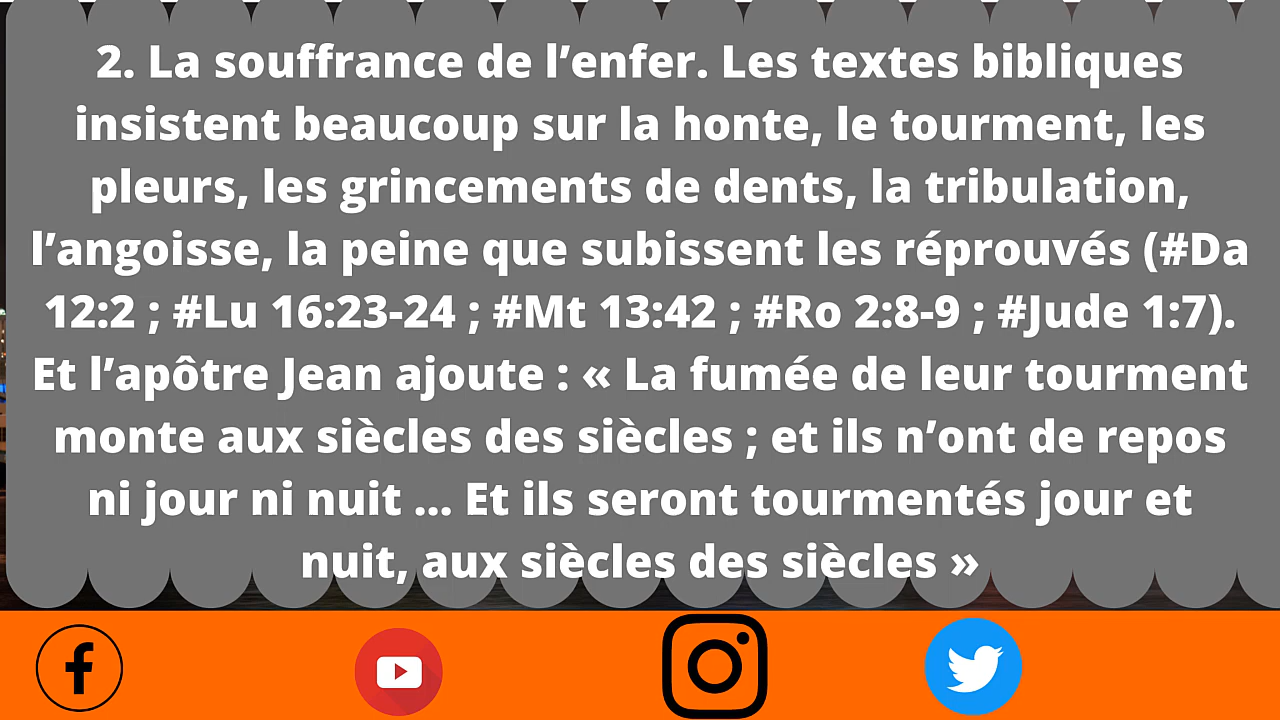 2. La souffrance de l’enfer. Les textes bibliques
insistent beaucoup sur la honte, le tourment, les
pleurs, les grincements de dents, la tribulation,
l’angoisse, la peine que subissent les réprouvés (#Da
12:2 ; #Lu 16:23-24 ; #Mt 13:42 ; #Ro 2:8-9 ; #Jude 1:7).
Et l’apôtre Jean ajoute : « La fumée de leur tourment
monte aux siècles des siècles ; et ils n’ont de repos
ni jour ni nuit ... Et ils seront tourmentés jour et
nuit, aux siècles des siècles »